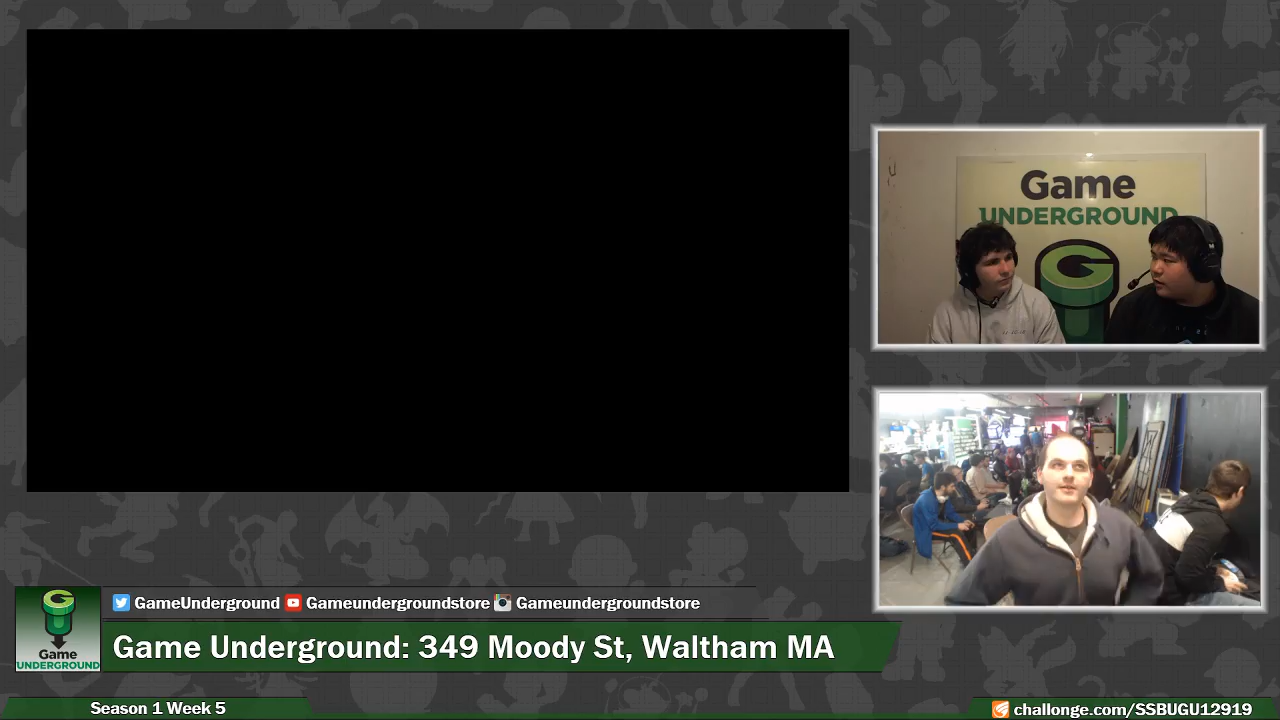 Game
UNDERGROUND
GameUnderground Gameundergroundstore Gameundergroundstore
Game Underground: 349 Moody St, Waltham MA
Game
UNDERGROUND
Season 1 Week 5
challonge.com/SSBUGU12919